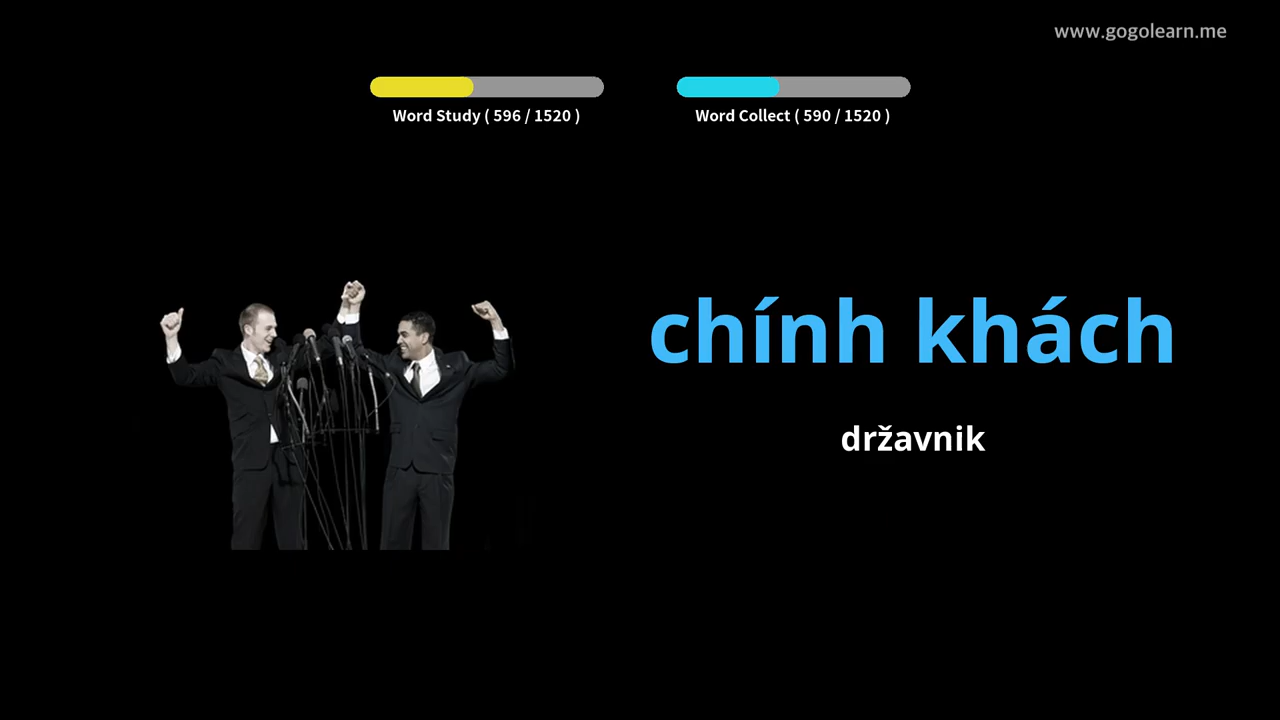 www.gogolearn.me
Word Study ( 596 / 1520 )
Word Collect ( 590 / 1520 )
chính khách
državnik